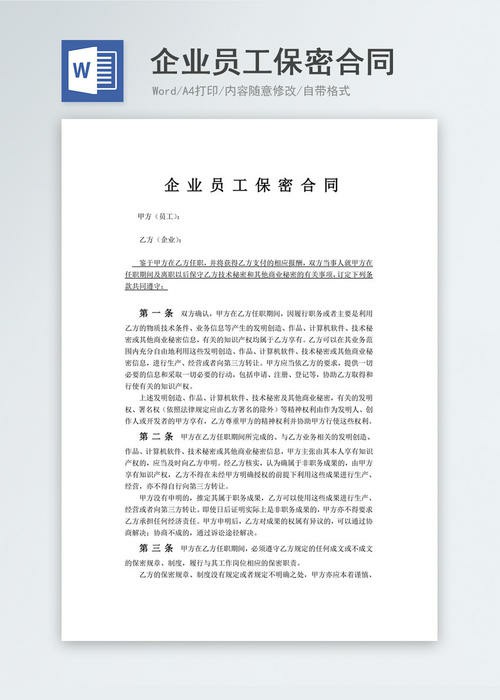 W
企业员工保密合同
Word/A4打印/内容随意修改/自带格式
企业员工保密合同
甲方（员工）：
乙方（企业）：
鉴于甲方在乙方任职，并将获得乙方支付的相应报酬，双方当事人就甲方在
任职期间及离职以后保守乙方技术秘密和其他商业秘密的有关事项，订定下列条
款共同遵守：
第一条 双方确认，甲方在乙方任职期间，因履行职务或者主要是利用
乙方的物质技术条件、业务信息等产生的发明创造、作品、计算机软件、技术秘
密或其他商业秘密信息，有关的知识产权均属于乙方享有。乙方可以在其业务范
围内充分自由地利用这些发明创造、作品、计算机软件、技术秘密或其他商业秘
密信息，进行生产、经营或者向第三方转让。甲方应当依乙方的要求，提供一切
必要的信息和采取一切必要的行动，包括申请、注册、登记等，协助乙方取得和
行使有关的知识产权。
上述发明创造、作品、计算机软件、技术秘密及其他商业秘密，有关的发明
权、署名权（依照法律规定应由乙方署名的除外）等精神权利由作为发明人、创
作人或开发者的甲方享有，乙方尊重甲方的精神权利并协助甲方行使这些权利。
第二条 甲方在乙方任职期间所完成的、与乙方业务相关的发明创造、
作品、计算机软件、技术秘密或其他商业秘密信息，甲方主张由其本人享有知识
产权的，应当及时向乙方申明。经乙方核实，认为确属于非职务成果的，由甲方
享有知识产权，乙方不得在未经甲方明确授权的前提下利用这些成果进行生产、
经营，亦不得自行向第三方转让。
甲方没有申明的，推定其属于职务成果，乙方可以使用这些成果进行生产、
经营或者向第三方转让。即使日后证明实际上是非职务成果的，甲方亦不得要求
乙方承担任何经济责任。甲方申明后，乙方对成果的权属有异议的，可以通过协
商解决；协商不成的，通过诉讼途径解决。
第三条 甲方在乙方任职期间，必须遵守乙方规定的任何成文或不成文
的保密规章、制度，履行与其工作岗位相应的保密职责。
乙方的保密规章、制度没有规定或者规定不明确之处，甲方亦应本着谨慎、